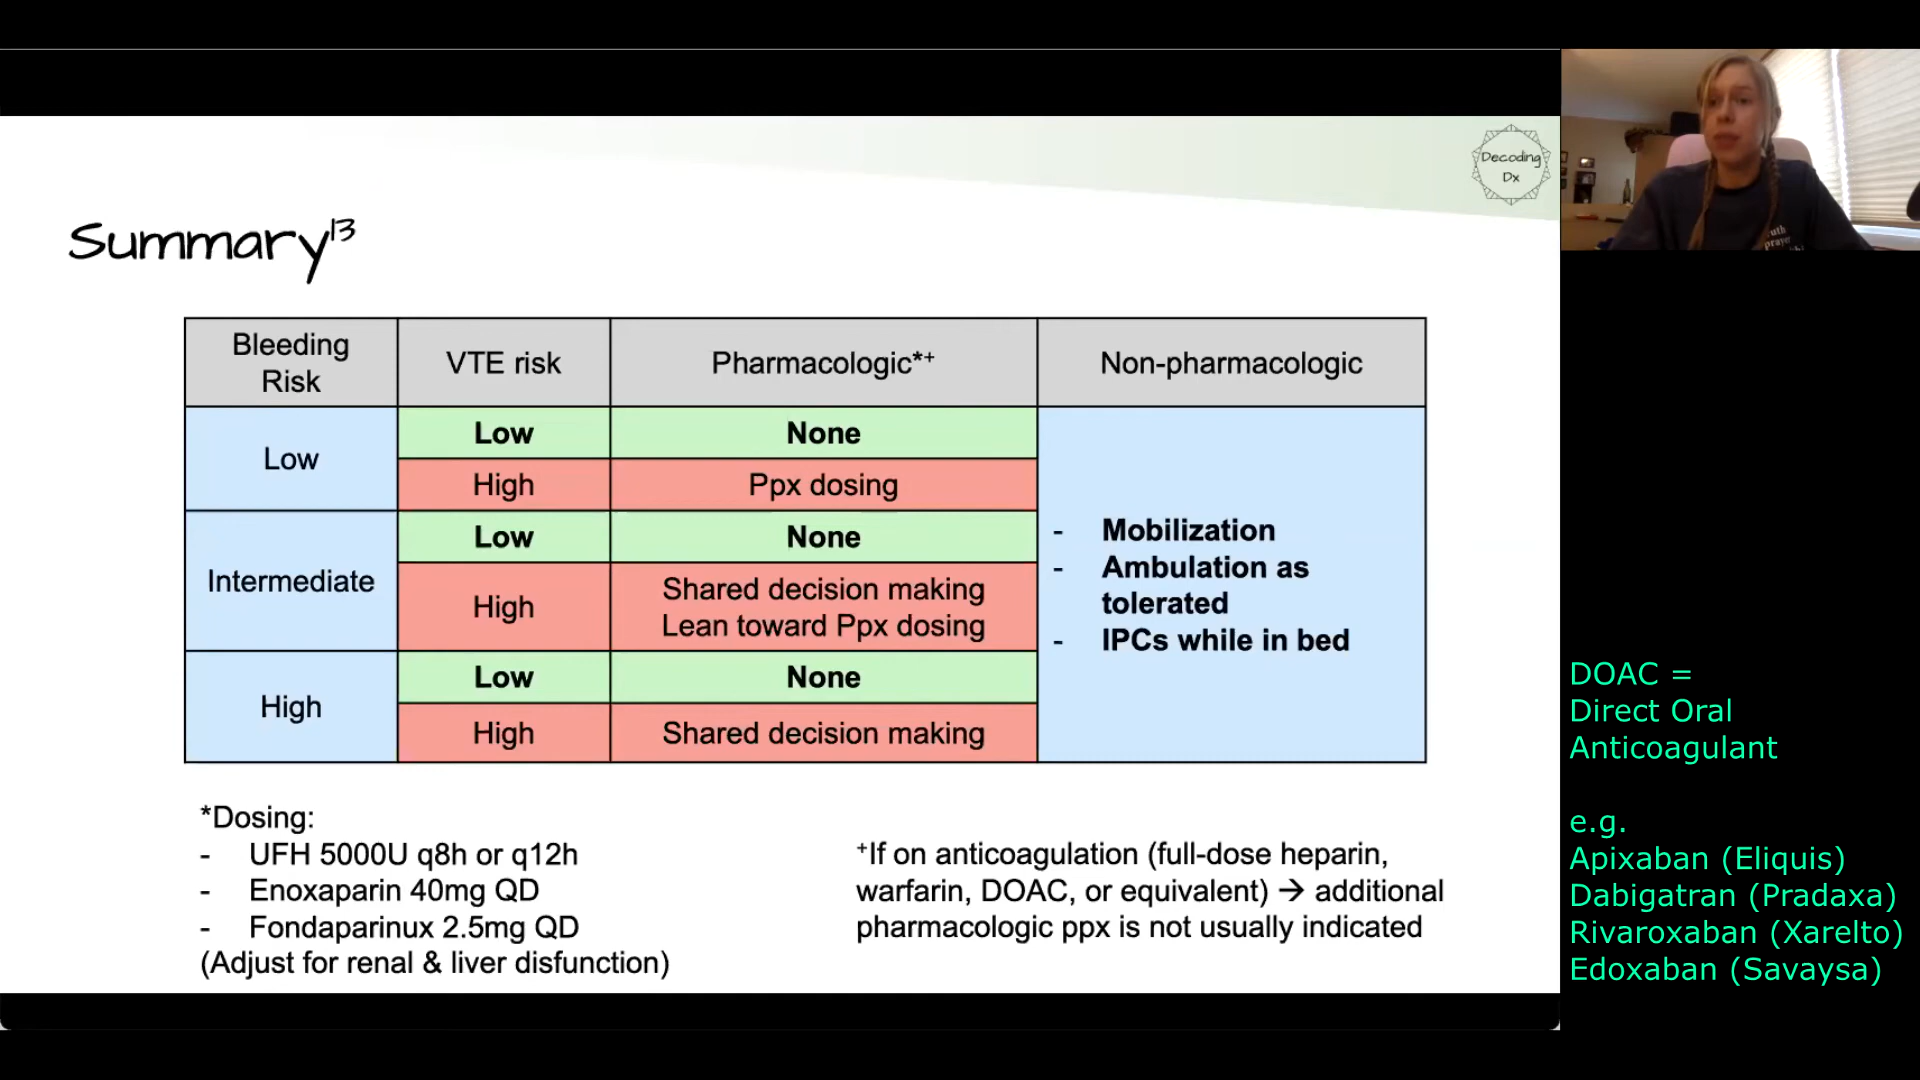 Decoding
Dx
Summary13
Bleeding
Risk
VTE risk
Pharmacologic*+
Non-pharmacologic
Low
Low
None
High
Ppx dosing
Intermediate
Low
None
High
Shared decision making
Lean toward Ppx dosing
High
Low
None
High
Shared decision making
- Mobilization
- Ambulation as
tolerated
- IPCs while in bed
*Dosing:
- UFH 5000U q8h or q12h
- Enoxaparin 40mg QD
- Fondaparinux 2.5mg QD
(Adjust for renal & liver disfunction)
+If on anticoagulation (full-dose heparin,
warfarin, DOAC, or equivalent) → additional
pharmacologic ppx is not usually indicated
prayer
DOAC =
Direct Oral
Anticoagulant
e.g.
Apixaban (Eliquis)
Dabigatran (Pradaxa)
Rivaroxaban (Xarelto)
Edoxaban (Savaysa)